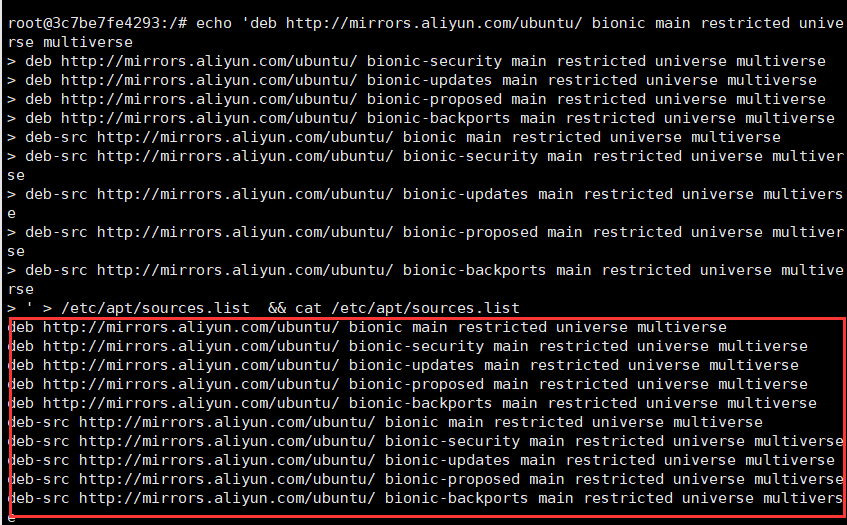 root@3c7be7fe4293:/# echo 'deb http://mirrors.aliyun.com/ubuntu/ bionic main restricted unive
rse multiverse
> deb http://mirrors.aliyun.com/ubuntu/ bionic-security main restricted universe multiverse
> deb http://mirrors.aliyun.com/ubuntu/ bionic-updates main restricted universe multiverse
> deb http://mirrors.aliyun.com/ubuntu/ bionic-proposed main restricted universe multiverse
> deb http://mirrors.aliyun.com/ubuntu/ bionic-backports main restricted universe multiverse
> deb-src http://mirrors.aliyun.com/ubuntu/ bionic main restricted universe multiverse
> deb-src http://mirrors.aliyun.com/ubuntu/ bionic-security main restricted universe multiver
se
> deb-src http://mirrors.aliyun.com/ubuntu/ bionic-updates main restricted universe multivers
e
> deb-src http://mirrors.aliyun.com/ubuntu/ bionic-proposed main restricted universe multiver
se
> deb-src http://mirrors.aliyun.com/ubuntu/ bionic-backports main restricted universe multive
rse
> ' > /etc/apt/sources.list  && cat /etc/apt/sources.list
deb http://mirrors.aliyun.com/ubuntu/ bionic main restricted universe multiverse
deb http://mirrors.aliyun.com/ubuntu/ bionic-security main restricted universe multiverse
deb http://mirrors.aliyun.com/ubuntu/ bionic-updates main restricted universe multiverse
deb http://mirrors.aliyun.com/ubuntu/ bionic-proposed main restricted universe multiverse
deb http://mirrors.aliyun.com/ubuntu/ bionic-backports main restricted universe multiverse
deb-src http://mirrors.aliyun.com/ubuntu/ bionic main restricted universe multiverse
deb-src http://mirrors.aliyun.com/ubuntu/ bionic-security main restricted universe multiverse
deb-src http://mirrors.aliyun.com/ubuntu/ bionic-updates main restricted universe multiverse
deb-src http://mirrors.aliyun.com/ubuntu/ bionic-proposed main restricted universe multiverse
deb-src http://mirrors.aliyun.com/ubuntu/ bionic-backports main restricted universe multivers
e